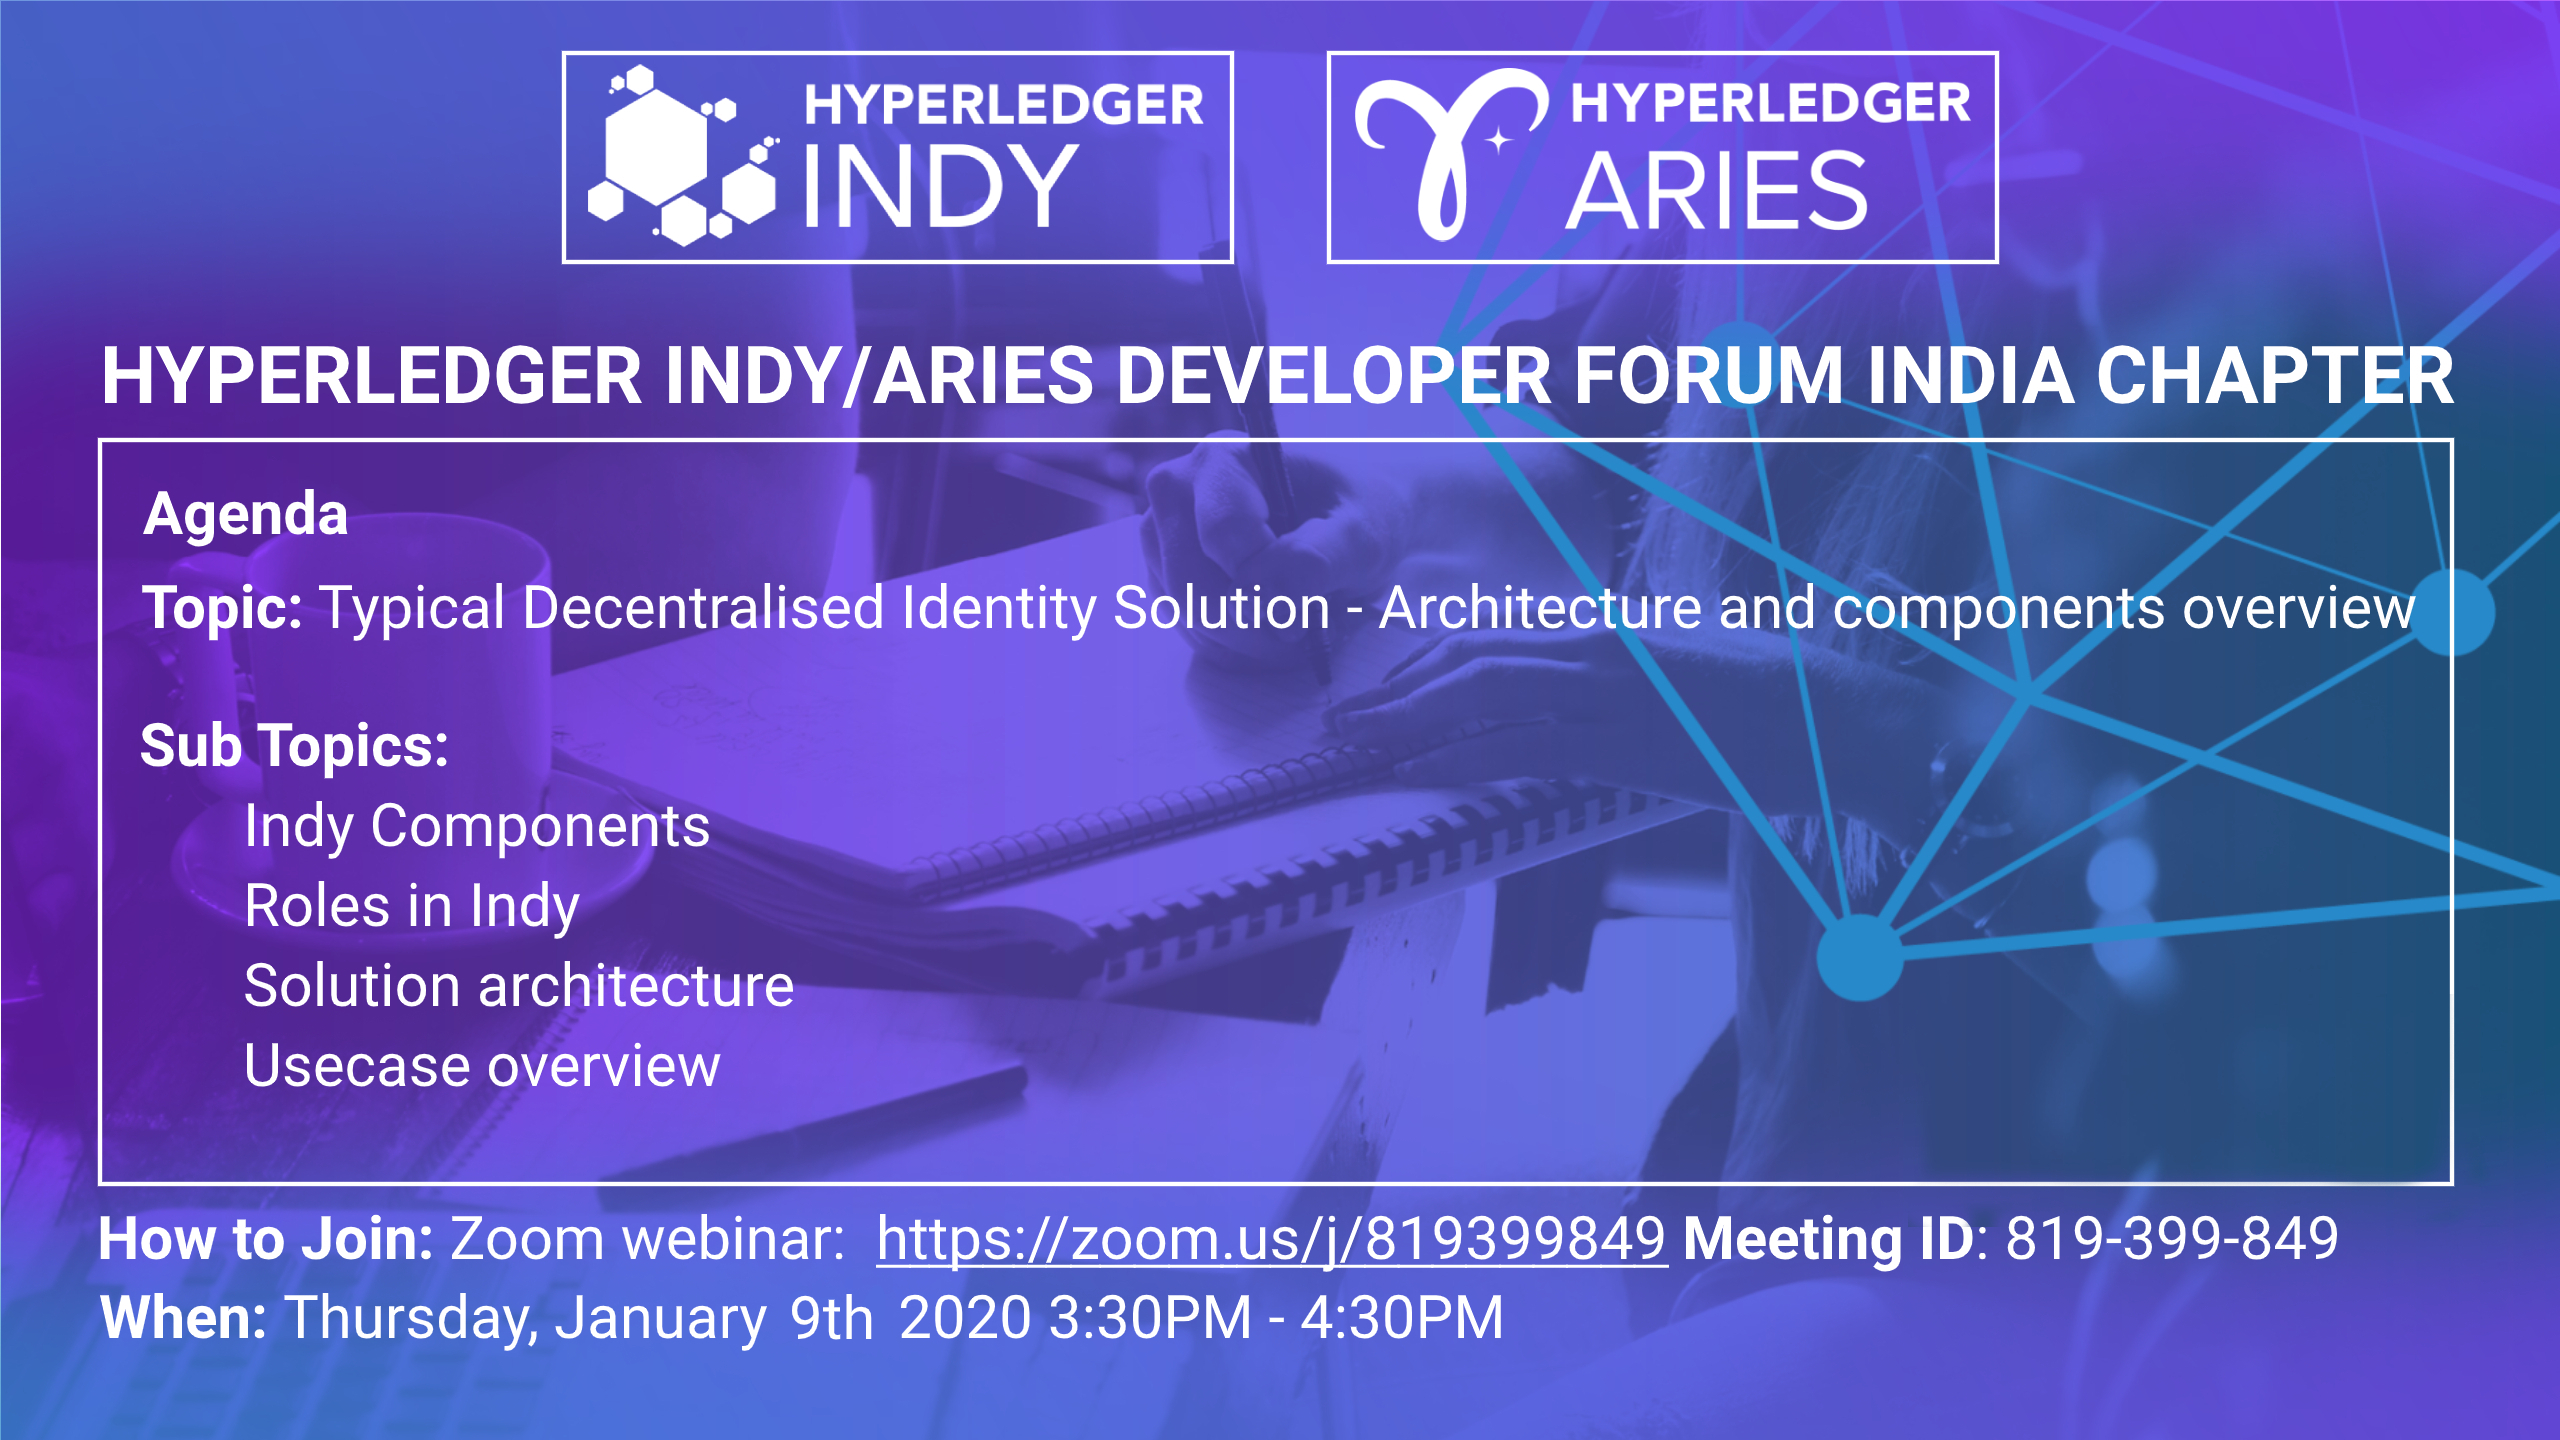 HYPERLEDGER
INDY
HYPERLEDGER
ARIES
HYPERLEDGER INDY/ARIES DEVELOPER FORUM INDIA CHAPTER
Agenda
Topic: Typical Decentralised Identity Solution - Architecture and components overview
Sub Topics:
Indy Components
Roles in Indy
Solution architecture
Usecase overview
How to Join: Zoom webinar: https://zoom.us/j/819399849 Meeting ID: 819-399-849
When: Thursday, January 9th 2020 3:30PM - 4:30PM